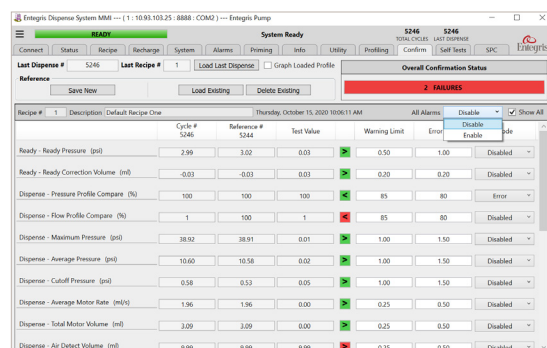 Entegris Dispense System MMI --- ( 1 : 10.93.103.25 : 8888 : COM2 ) --- Entegris Pump
READY
System Ready
5246 TOTAL CYCLES
5246 LAST DISPENSE
Entegris
Connect Status Recipe Recharge System Alarms Priming Info Utility Profiling Confirm Self Tests SPC
Last Dispense # 5246 Last Recipe # 1 Load Last Dispense Graph Loaded Profile
Overall Confirmation Status
Reference
Save New Load Existing Delete Existing
2 FAILURES
Recipe # 1 Description Default Recipe One Thursday, October 15, 2020 10:06:11 AM All Alarms: Disable Show All
Disable
Enable
Cycle # 5246 Reference # 5244 Test Value Warning Limit
Ready - Ready Pressure (psi) 2.99 3.02 0.03 > 0.50 1.00 Disabled
Ready - Ready Correction Volume (ml) -0.03 -0.03 0.03 > 0.20 0.20 Disabled
Dispense - Pressure Profile Compare (%) 100 100 100 < 85 80 Error
Dispense - Flow Profile Compare (%) 1 100 1 < 85 80 Disabled
Dispense - Maximum Pressure (psi) 38.92 38.91 0.01 > 1.00 1.50 Disabled
Dispense - Average Pressure (psi) 10.60 10.58 0.02 > 1.00 1.50 Disabled
Dispense - Cutoff Pressure (psi) 0.58 0.53 0.05 > 1.00 1.50 Disabled
Dispense - Average Motor Rate (ml/s) 1.96 1.96 0.00 > 0.25 0.50 Disabled
Dispense - Total Motor Volume (ml) 3.09 3.09 0.00 > 0.25 0.50 Disabled
Dispense - Air Detect Volume (ml) 0.25 0.50 Disabled